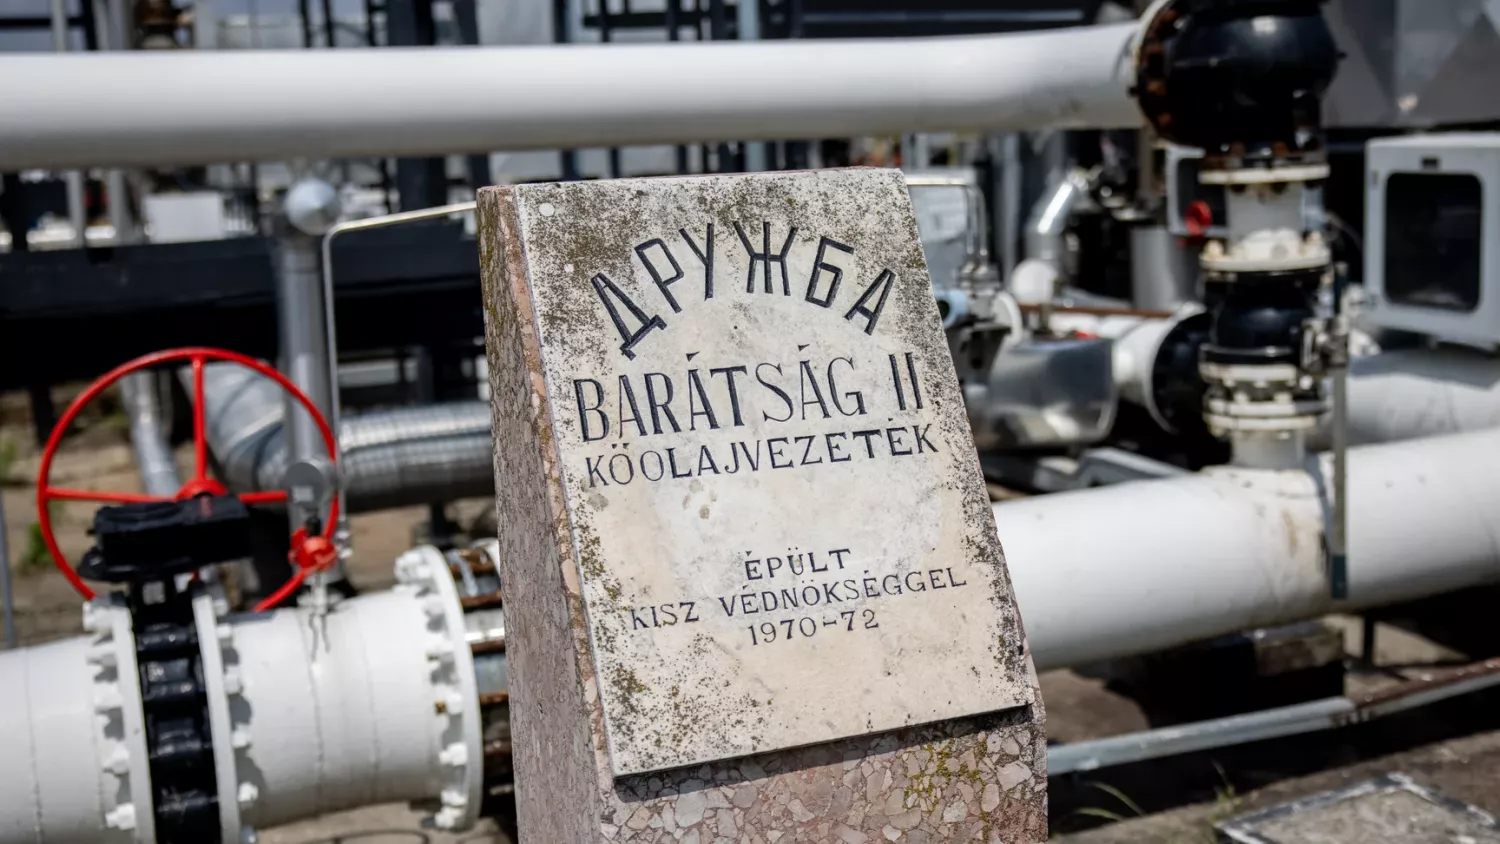 ДРУЖБА
BARÁTSÁG II
KŐOLAJVEZETÉK
ÉPÜLT
KISZ VÉDNÖKSÉGGEL
1970-72